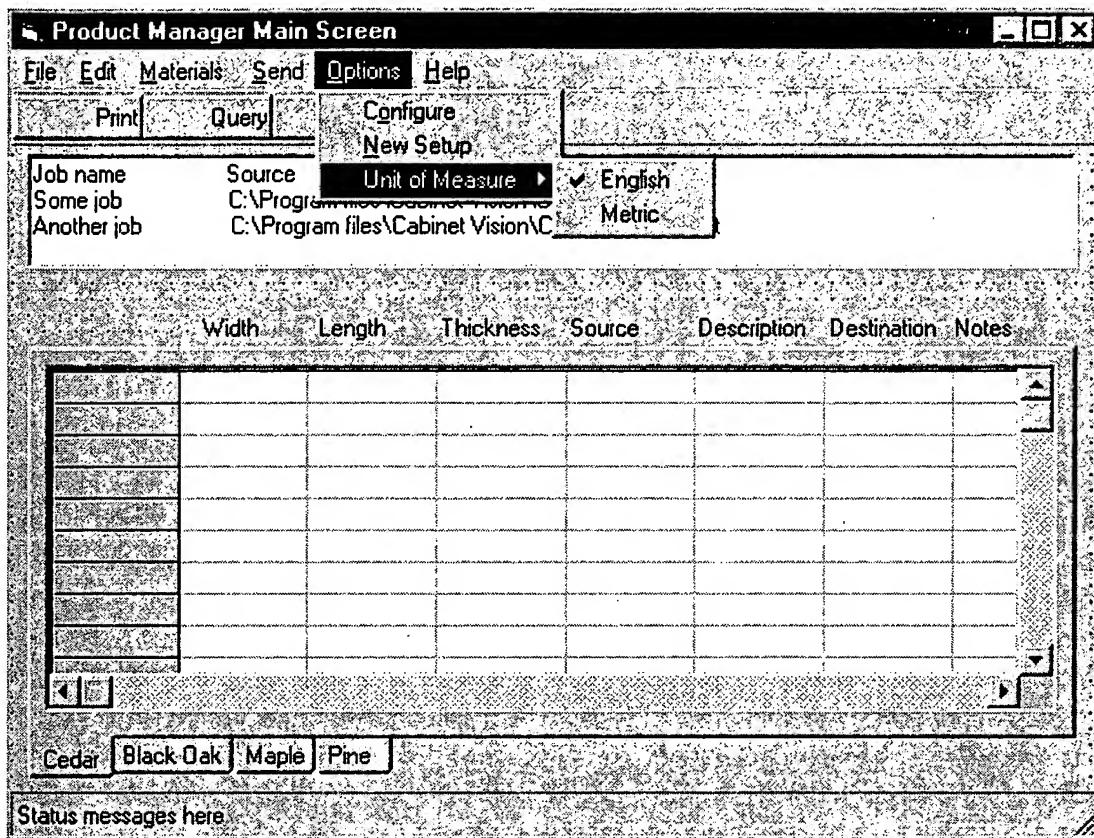 Product Manager Main Screen
File Edit Materials Send Options Help
Print Query Configure
New Setup
Unit of Measure English
Metric
Job name Source
Some job
Another job C:\Program files\Cabinet Vision\C
Width Length Thickness Source Description Destination Notes
Cedar Black Oak Maple Pine
Status messages here